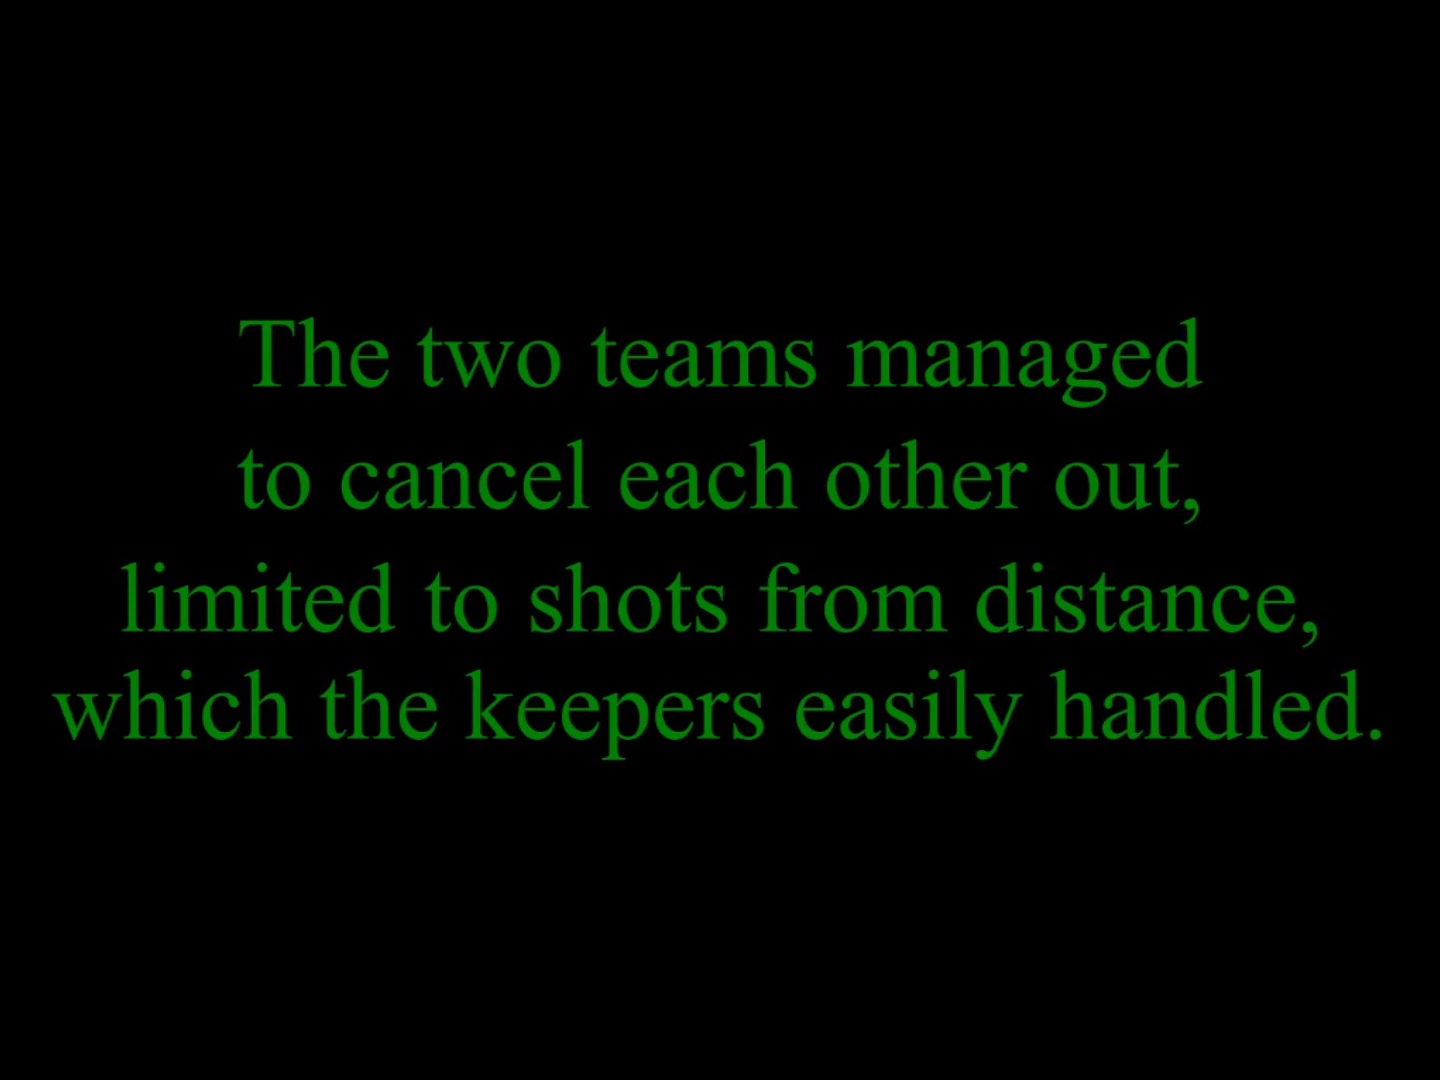 The two teams managed
to cancel each other out,
limited to shots from distance,
which the keepers easily handled.